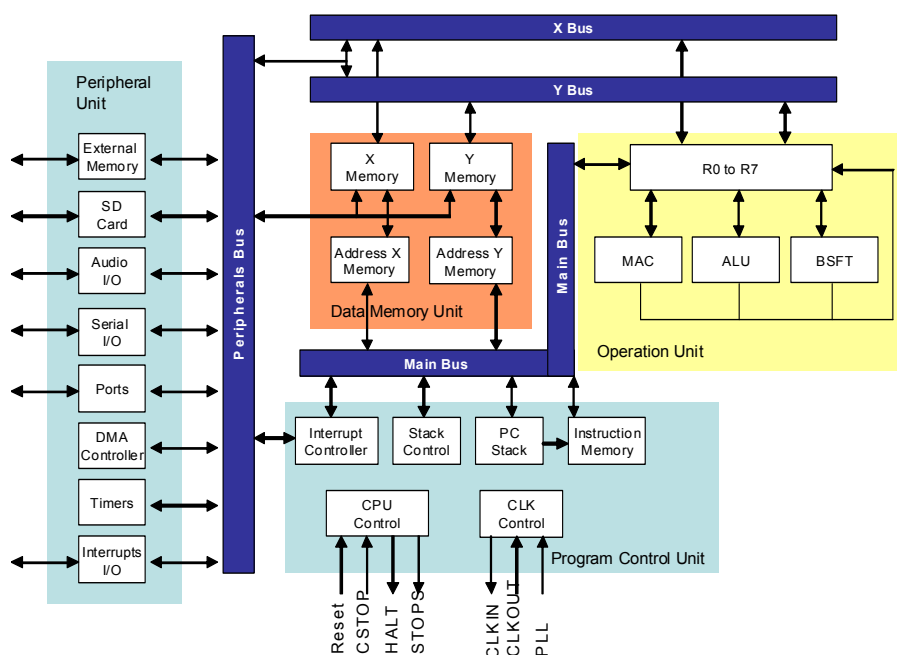 X Bus
Y Bus
Peripheral
Unit
External
Memory
SD
Card
Audio
I/O
Serial
I/O
Ports
DMA
Controller
Timers
Interrupts
I/O
Peripherals Bus
X
Memory
Y
Memory
Address X
Memory
Address Y
Memory
Data Memory Unit
Main Bus
Main Bus
R0 to R7
MAC
ALU
BSFT
Operation Unit
Interrupt
Controller
Stack
Control
PC
Stack
Instruction
Memory
CPU
Control
CLK
Control
Program Control Unit
Reset
CSTOP
HALT
STOPS
CLKIN
CLKOUT
PLL